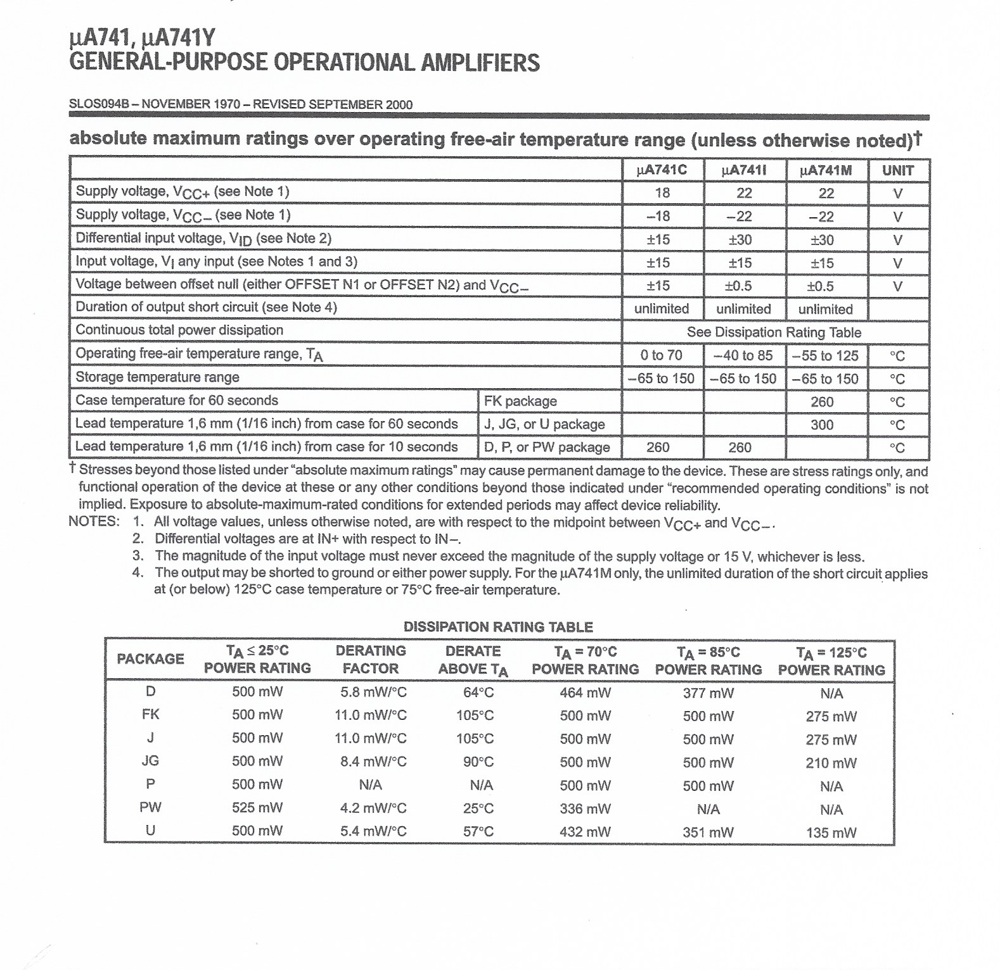 µA741, µA741Y
GENERAL-PURPOSE OPERATIONAL AMPLIFIERS
SLOS094B – NOVEMBER 1970 – REVISED SEPTEMBER 2000
absolute maximum ratings over operating free-air temperature range (unless otherwise noted)†
µA741C µA741I µA741M UNIT
Supply voltage, VCC+ (see Note 1) 18 22 22 V
Supply voltage, VCC– (see Note 1) –18 –22 –22 V
Differential input voltage, VID (see Note 2) ±15 ±30 ±30 V
Input voltage, VI any input (see Notes 1 and 3) ±15 ±15 ±15 V
Voltage between offset null (either OFFSET N1 or OFFSET N2) and VCC– ±15 ±0.5 ±0.5 V
Duration of output short circuit (see Note 4) unlimited unlimited unlimited
Continuous total power dissipation See Dissipation Rating Table
Operating free-air temperature range, TA 0 to 70 –40 to 85 –55 to 125 °C
Storage temperature range –65 to 150 –65 to 150 –65 to 150 °C
Case temperature for 60 seconds FK package 260 °C
Lead temperature 1,6 mm (1/16 inch) from case for 60 seconds J, JG, or U package 300 °C
Lead temperature 1,6 mm (1/16 inch) from case for 10 seconds D, P, or PW package 260 260 °C
† Stresses beyond those listed under “absolute maximum ratings” may cause permanent damage to the device. These are stress ratings only, and
functional operation of the device at these or any other conditions beyond those indicated under “recommended operating conditions” is not
implied. Exposure to absolute-maximum-rated conditions for extended periods may affect device reliability.
NOTES: 1. All voltage values, unless otherwise noted, are with respect to the midpoint between VCC+ and VCC–.
2. Differential voltages are at IN+ with respect to IN–.
3. The magnitude of the input voltage must never exceed the magnitude of the supply voltage or 15 V, whichever is less.
4. The output may be shorted to ground or either power supply. For the µA741M only, the unlimited duration of the short circuit applies
at (or below) 125°C case temperature or 75°C free-air temperature.
DISSIPATION RATING TABLE
PACKAGE TA ≤ 25°C POWER RATING DERATING FACTOR DERATE ABOVE TA TA = 70°C POWER RATING TA = 85°C POWER RATING TA = 125°C POWER RATING
D 500 mW 5.8 mW/°C 64°C 464 mW 377 mW N/A
FK 500 mW 11.0 mW/°C 105°C 500 mW 500 mW 275 mW
J 500 mW 11.0 mW/°C 105°C 500 mW 500 mW 275 mW
JG 500 mW 8.4 mW/°C 90°C 500 mW 500 mW 210 mW
P 500 mW N/A N/A 500 mW 500 mW N/A
PW 525 mW 4.2 mW/°C 25°C 336 mW N/A N/A
U 500 mW 5.4 mW/°C 57°C 432 mW 351 mW 135 mW